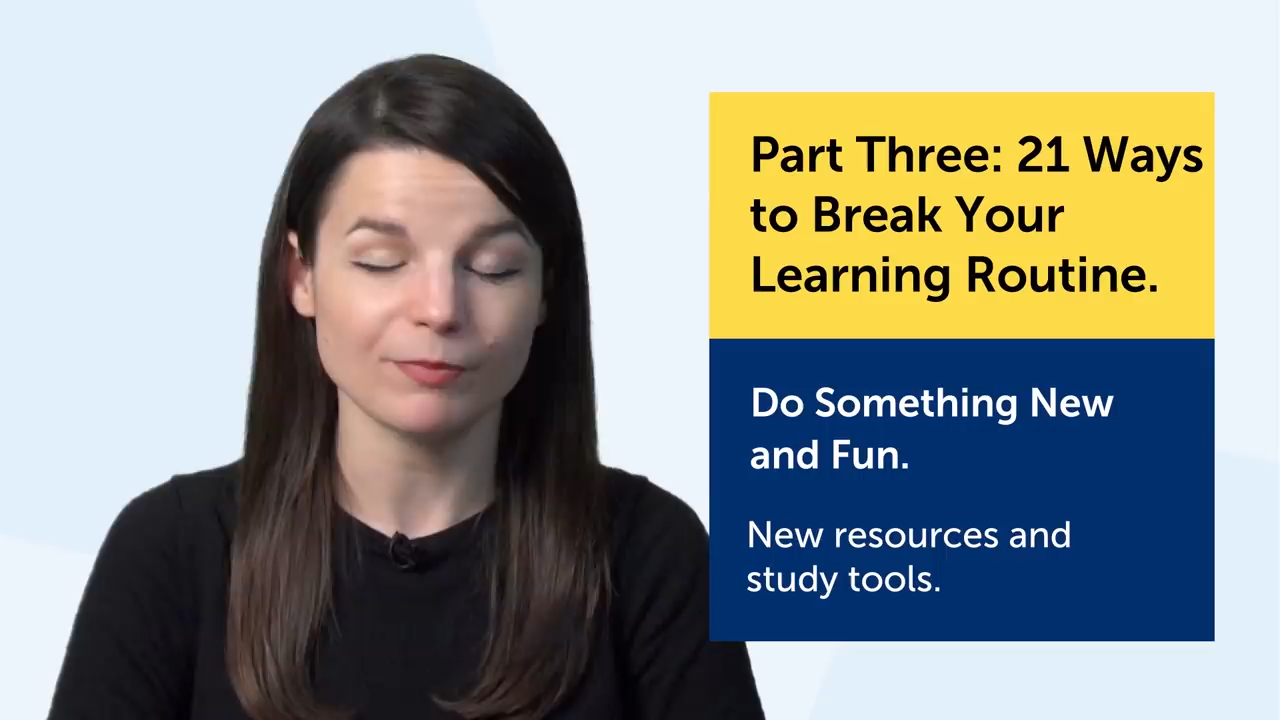 Part Three: 21 Ways
to Break Your
Learning Routine.
Do Something New
and Fun.
New resources and
study tools.